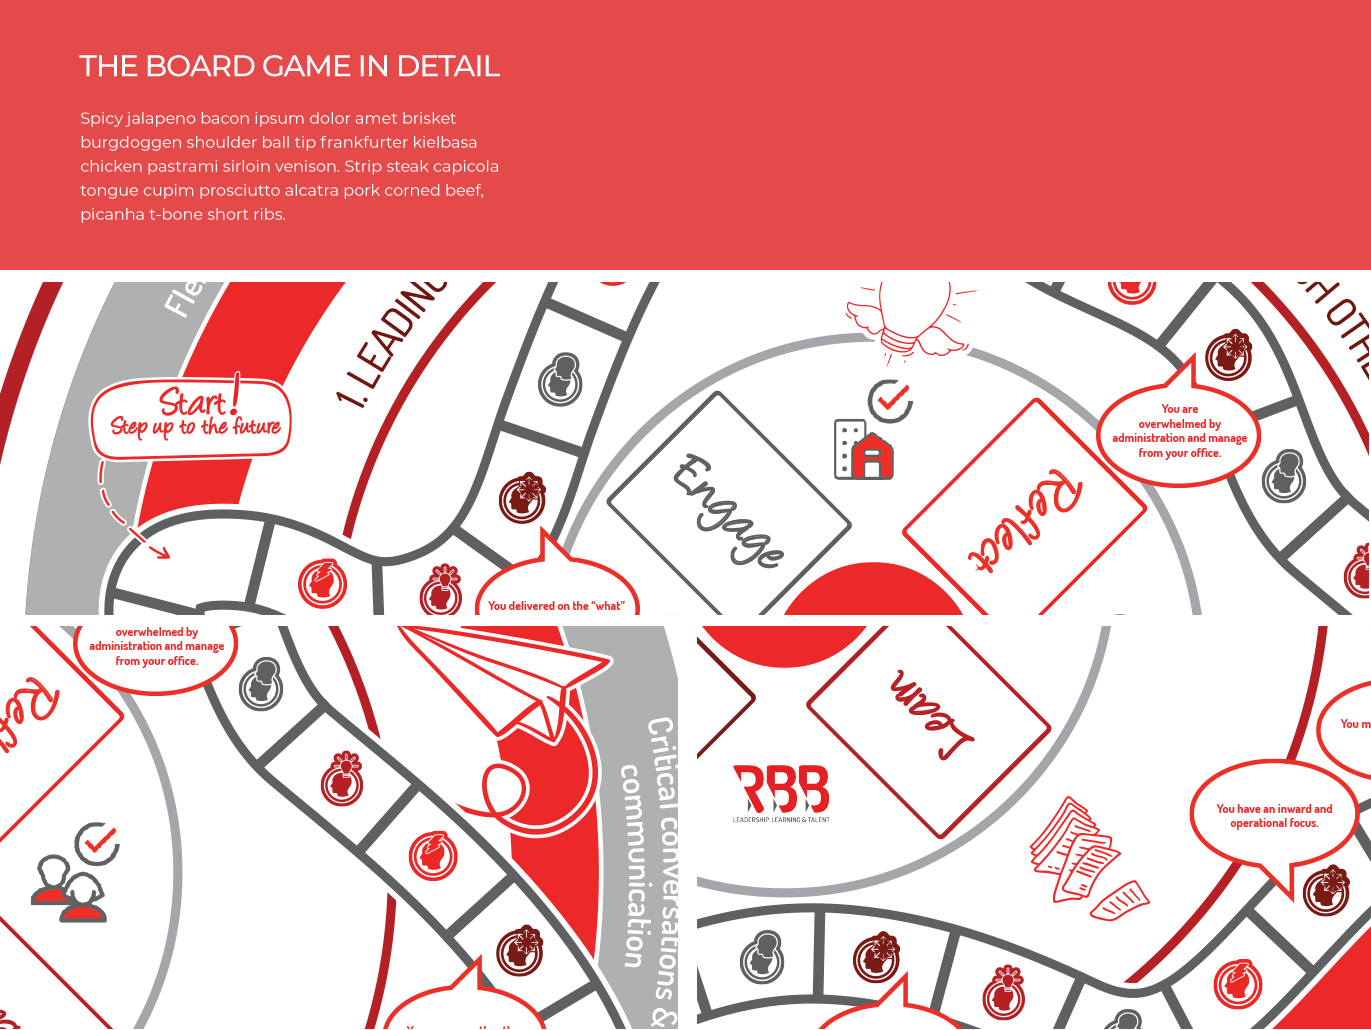 THE BOARD GAME IN DETAIL
Spicy jalapeno bacon ipsum dolor amet brisket
burgdoggen shoulder ball tip frankfurter kielbasa
chicken pastrami sirloin venison. Strip steak capicola
tongue cupim prosciutto alcatra pork corned beef,
picanha t-bone short ribs.
1. LEADING
Start!
Step up to the future
Engage
Reflect
You are
overwhelmed by
administration and manage
from your office.
You delivered on the “what”
overwhelmed by
administration and manage
from your office.
Critical conversations &
communication
Learn
RBB
LEADERSHIP, LEARNING & TALENT
You have an inward and
operational focus.